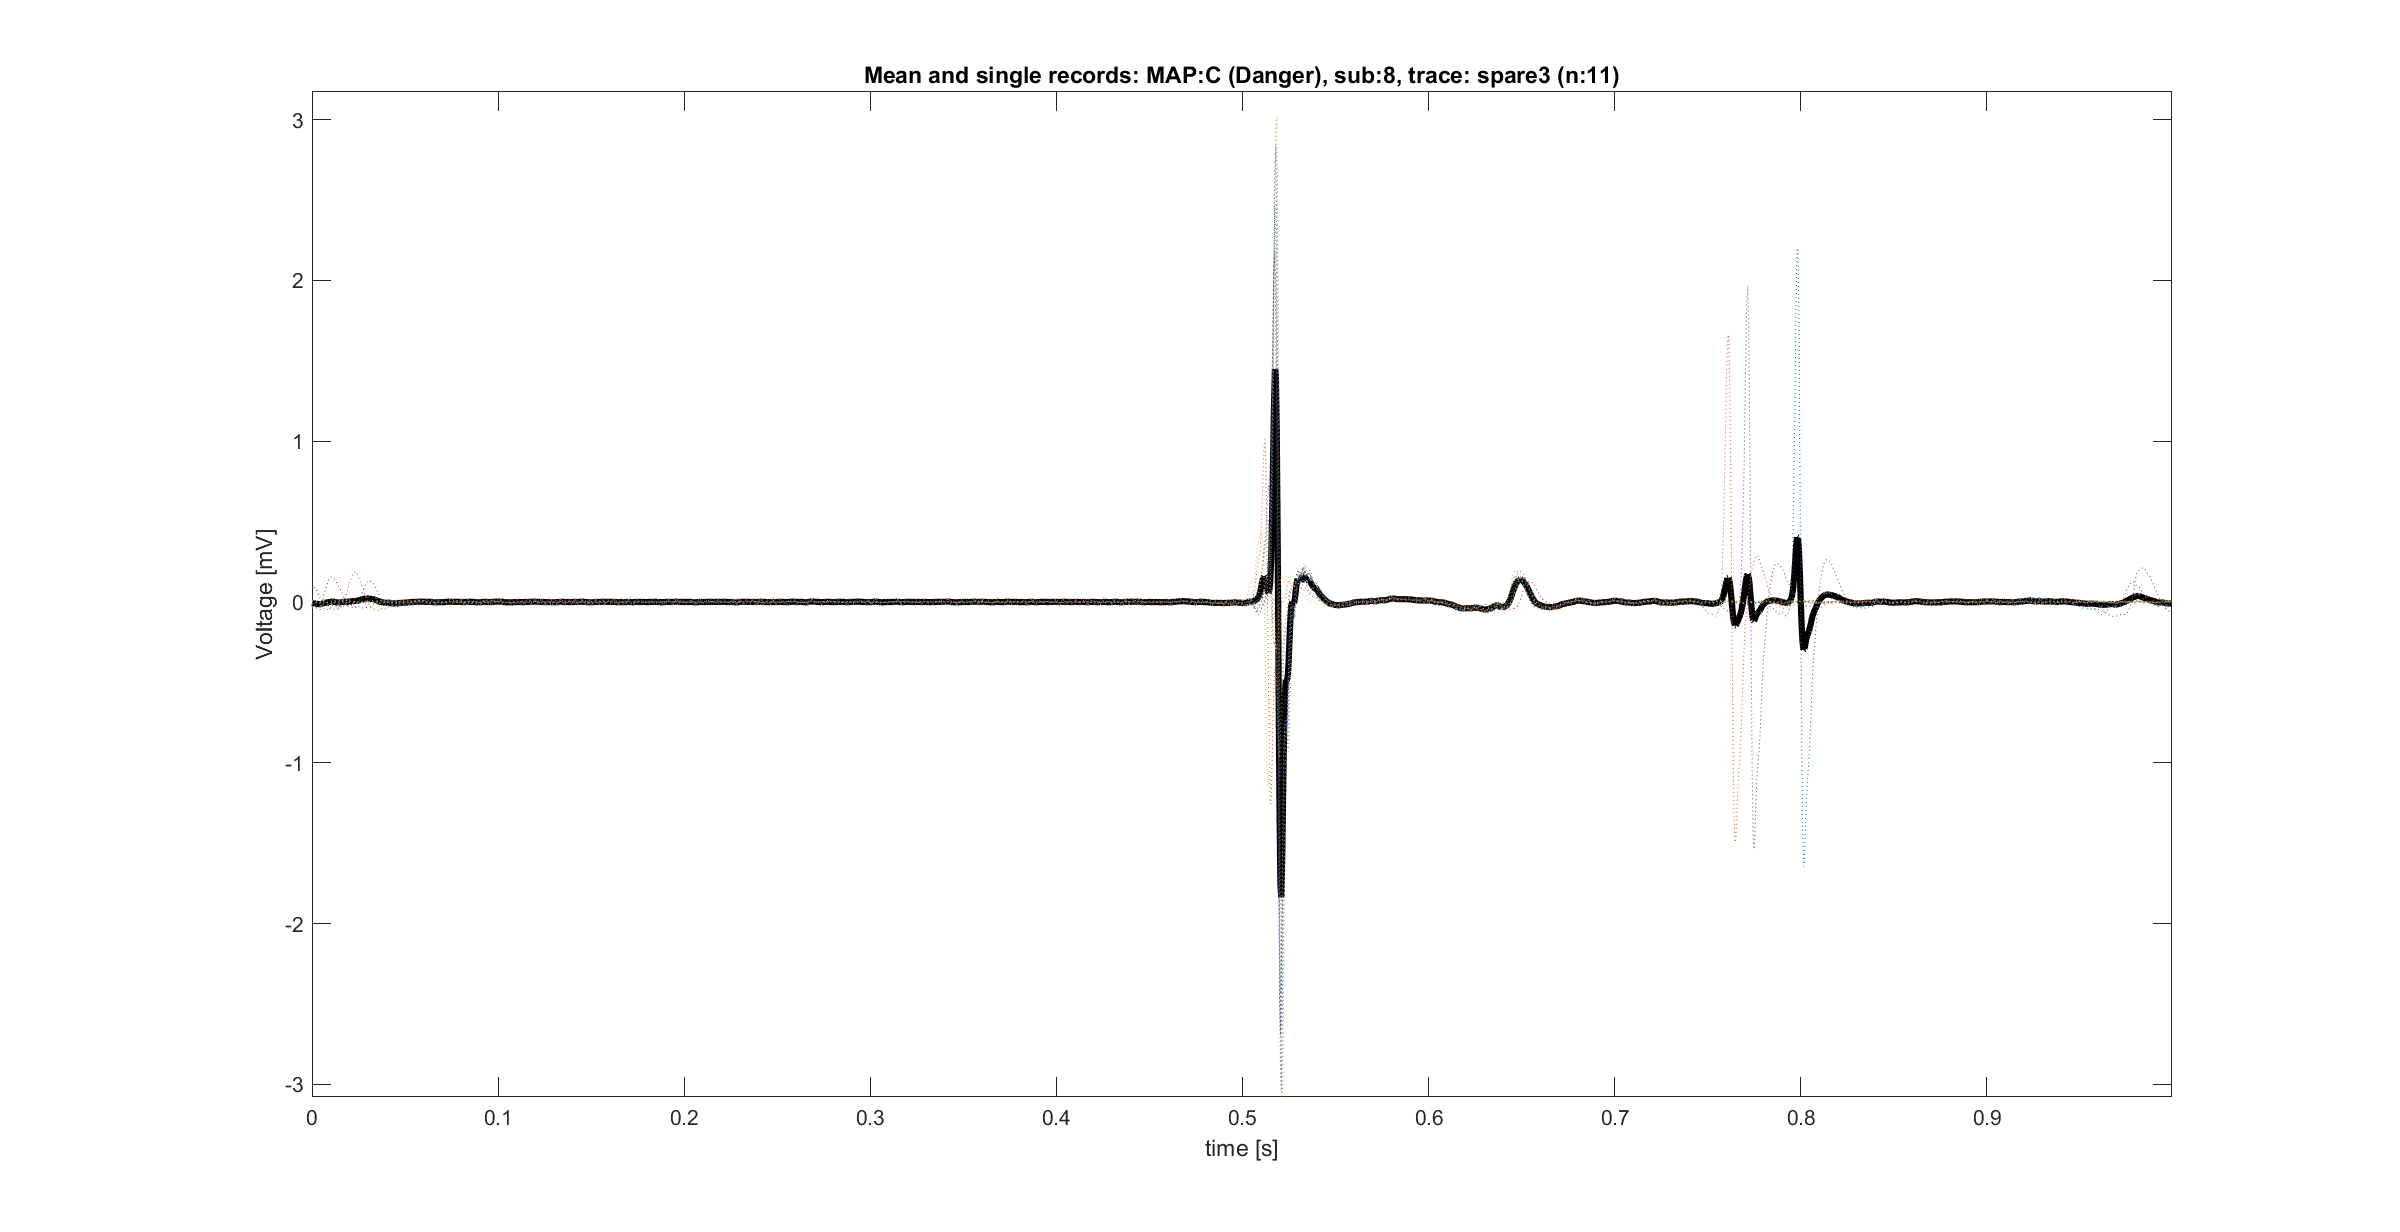 Mean and single records: MAP:C (Danger), sub:8, trace: spare3 (n:11)
3
2
1
0
-1
-2
-3
Voltage [mV]
0 0.1 0.2 0.3 0.4 0.5 0.6 0.7 0.8 0.9
time [s]